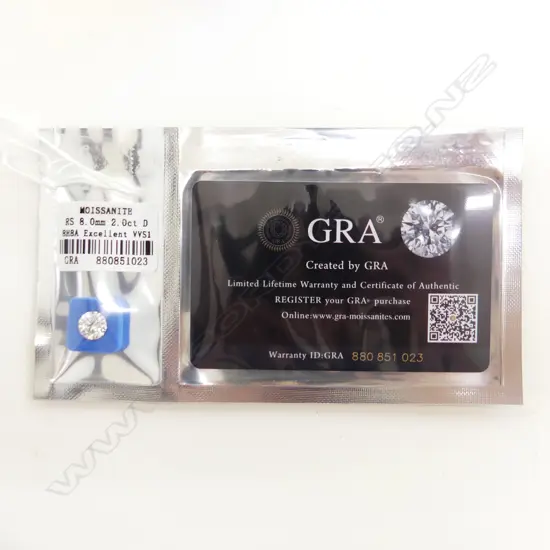 MOISSANITE
RS 8.0mm 2.0ct D
8H8A Excellent VVS1
GRA 880851023
GRA®
Created by GRA
Limited Lifetime Warranty and Certificate of Authentic
REGISTER your GRA® purchase
Online:www.gra-moissanites.com
Warranty ID:GRA 880 851 023